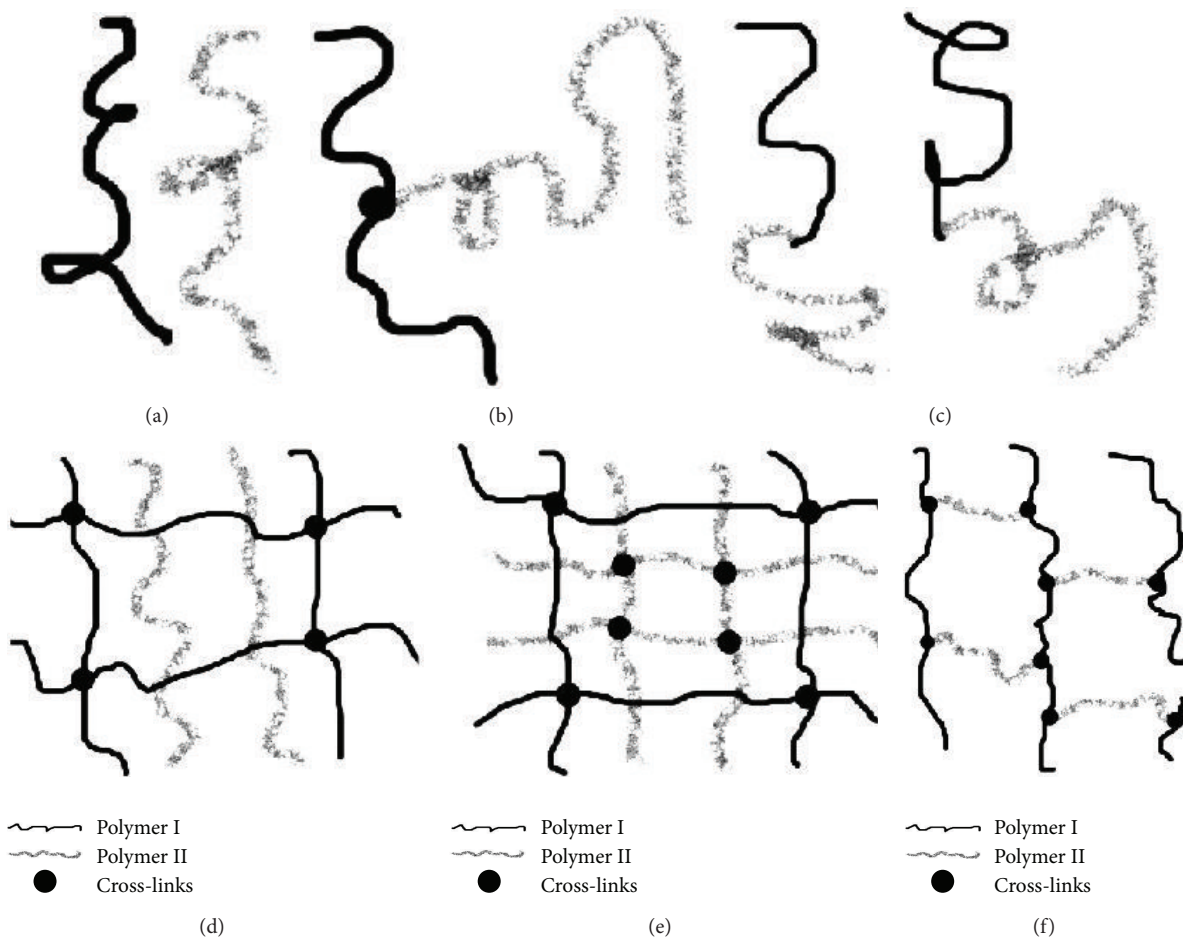 (a)
(b)
(c)
Polymer I
Polymer II
Cross-links
(d)
Polymer I
Polymer II
Cross-links
(e)
Polymer I
Polymer II
Cross-links
(f)